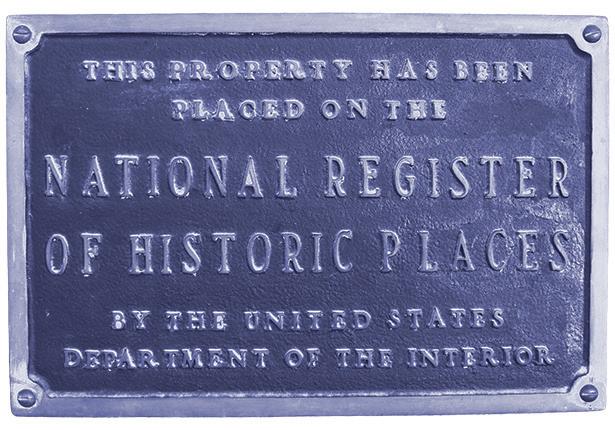 THIS PROPERTY HAS BEEN
PLACED ON THE
NATIONAL REGISTER
OF HISTORIC PLACES
BY THE UNITED STATES
DEPARTMENT OF THE INTERIOR